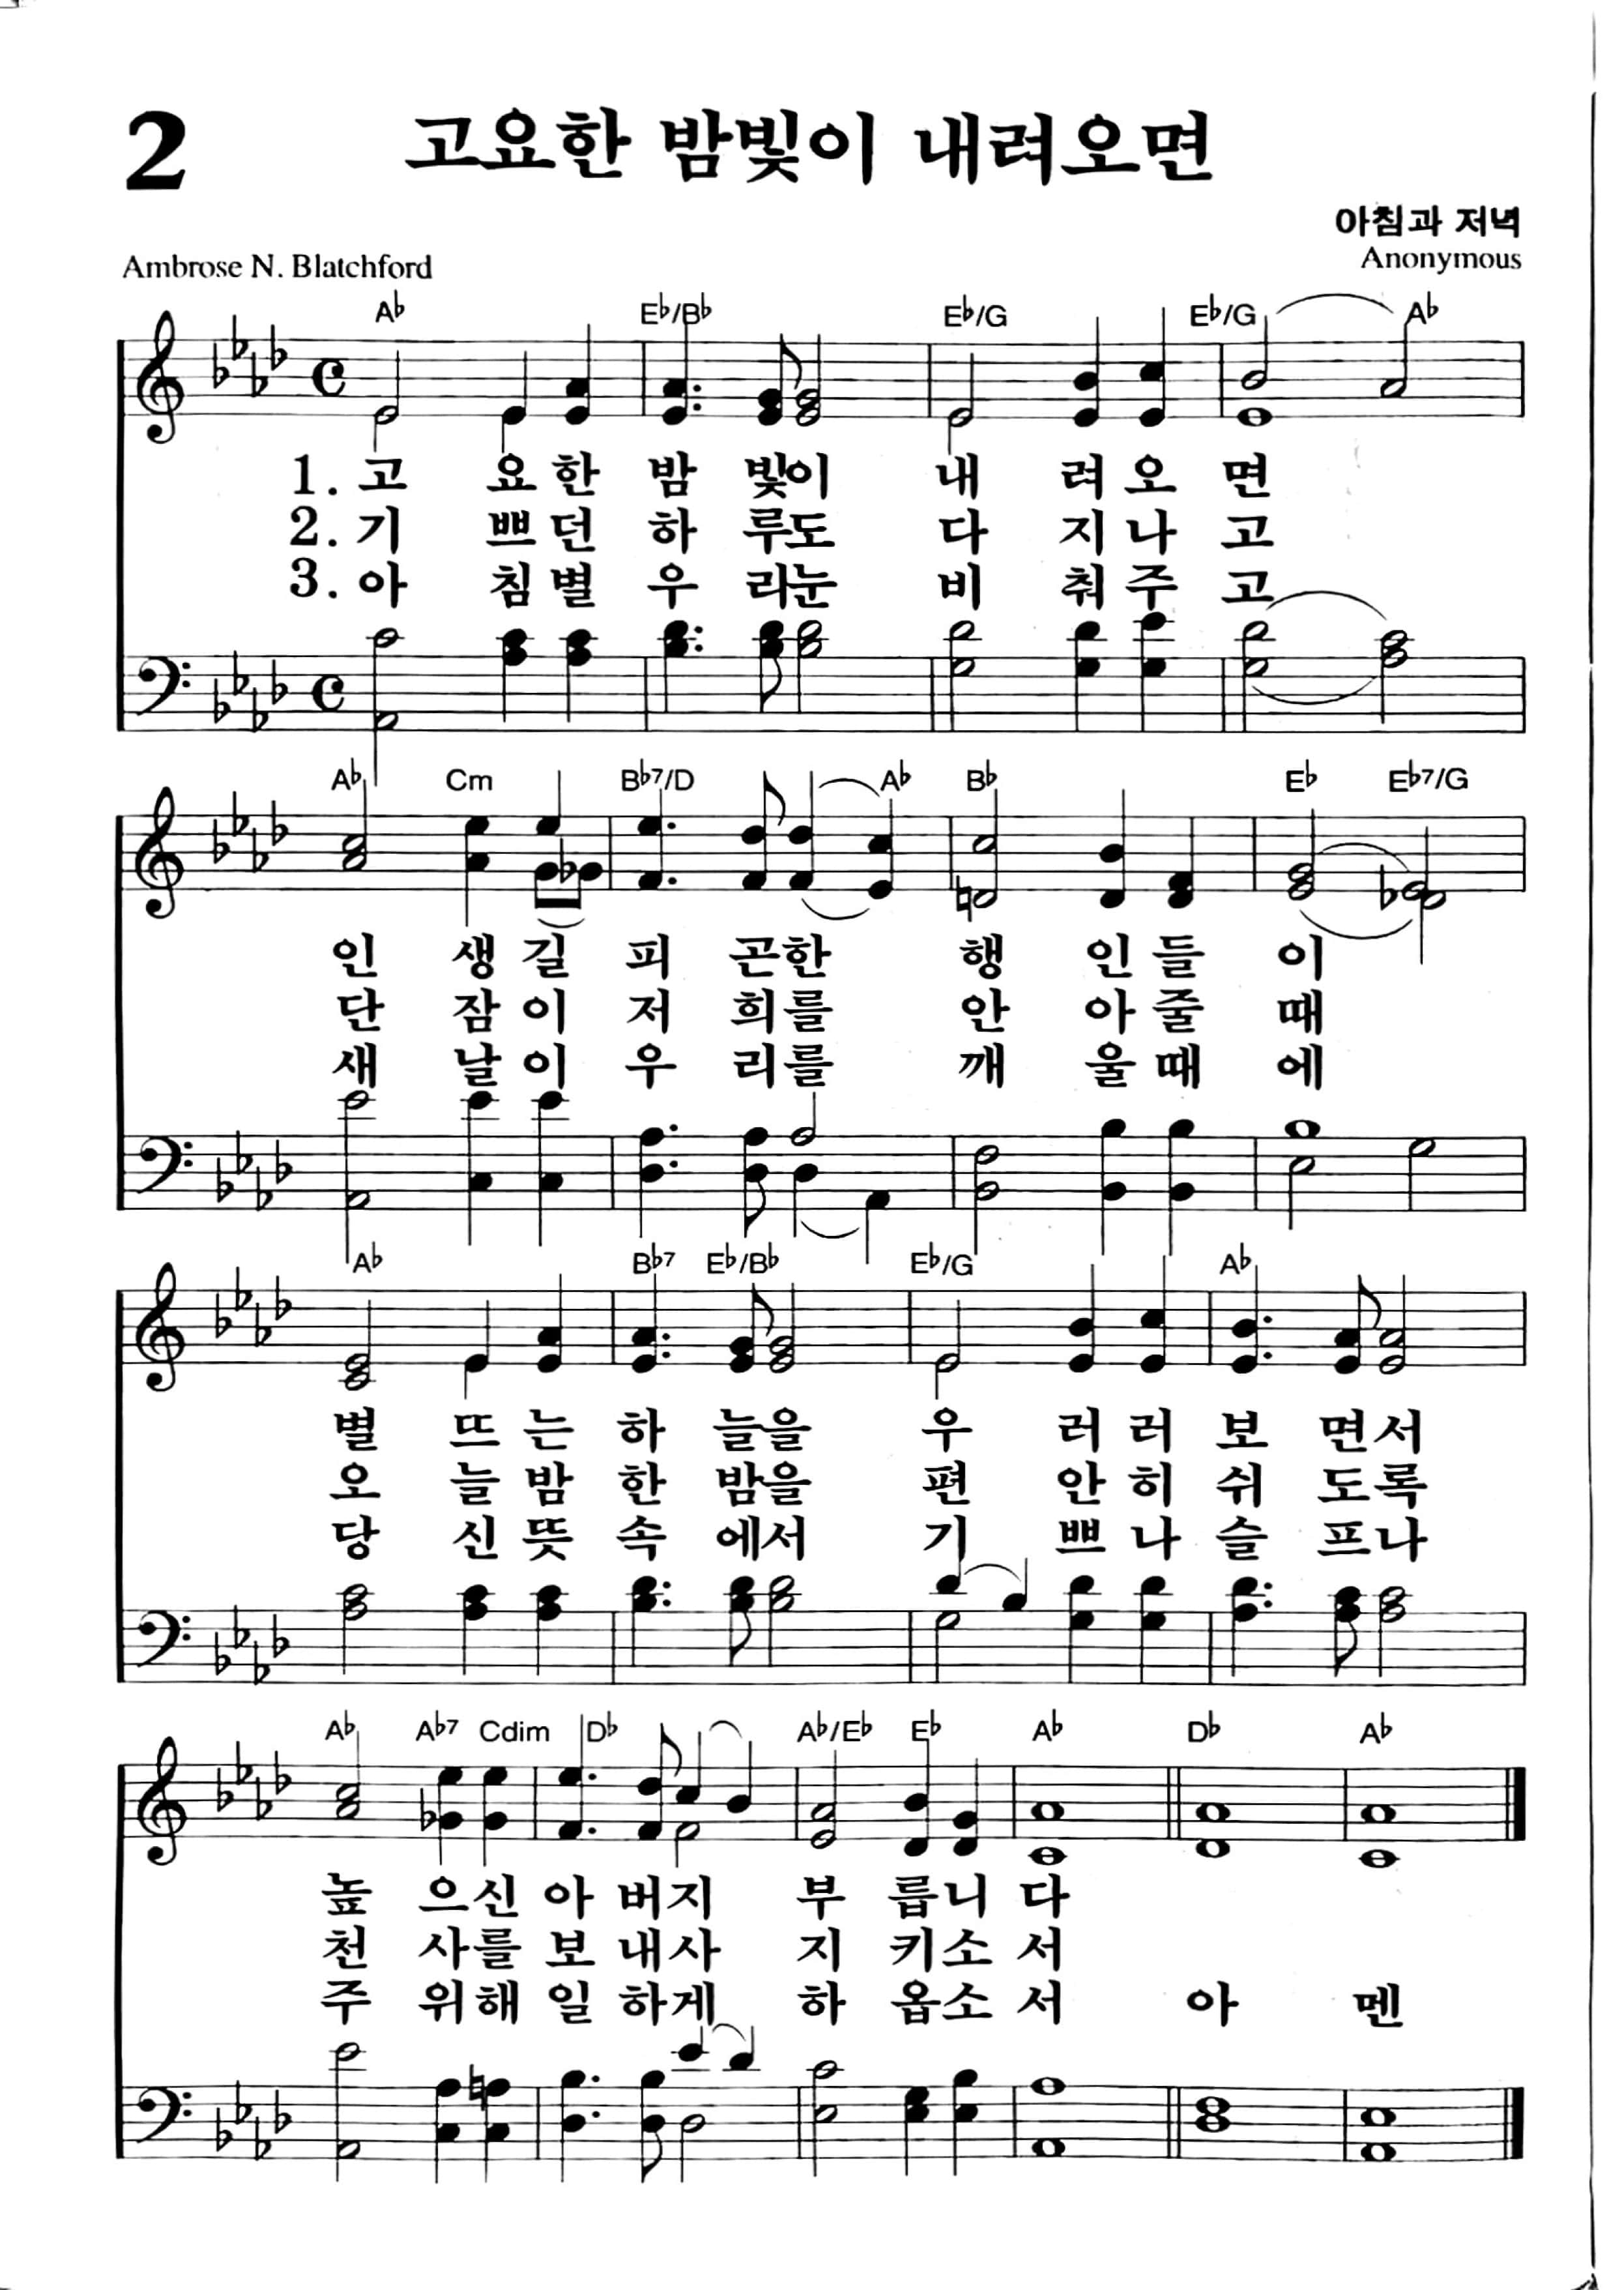 2 고요한 밤빛이 내려오면
아침과 저녁
Ambrose N. Blatchford
Anonymous
A♭ E♭/B♭ E♭/G E♭/G A♭
1. 고 요 한 밤 빛이 내 려 오 면
2. 기 쁘 던 하 루도 다 지 나 고
3. 아 침 별 우 리눈 비 춰 주 고
A♭ Cm B♭7/D A♭ B♭ E♭ E♭7/G
인 생 길 피 곤한 행 인 들 이
단 잠 이 저 희를 안 아 줄 때
새 날 이 우 리를 깨 울 때 에
A♭ B♭7 E♭/B♭ E♭/G A♭
별 뜨 는 하 늘을 우 러 러 보 면서
오 늘 밤 한 밤을 편 안 히 쉬 도록
당 신 뜻 속 에서 기 쁘 나 슬 프나
A♭ A♭7 Cdim D♭ A♭/E♭ E♭ A♭ D♭ A♭
높 으신 아 버지 부 릅니 다
천 사를 보 내사 지 키소 서
주 위해 일 하게 하 옵소 서 아 멘